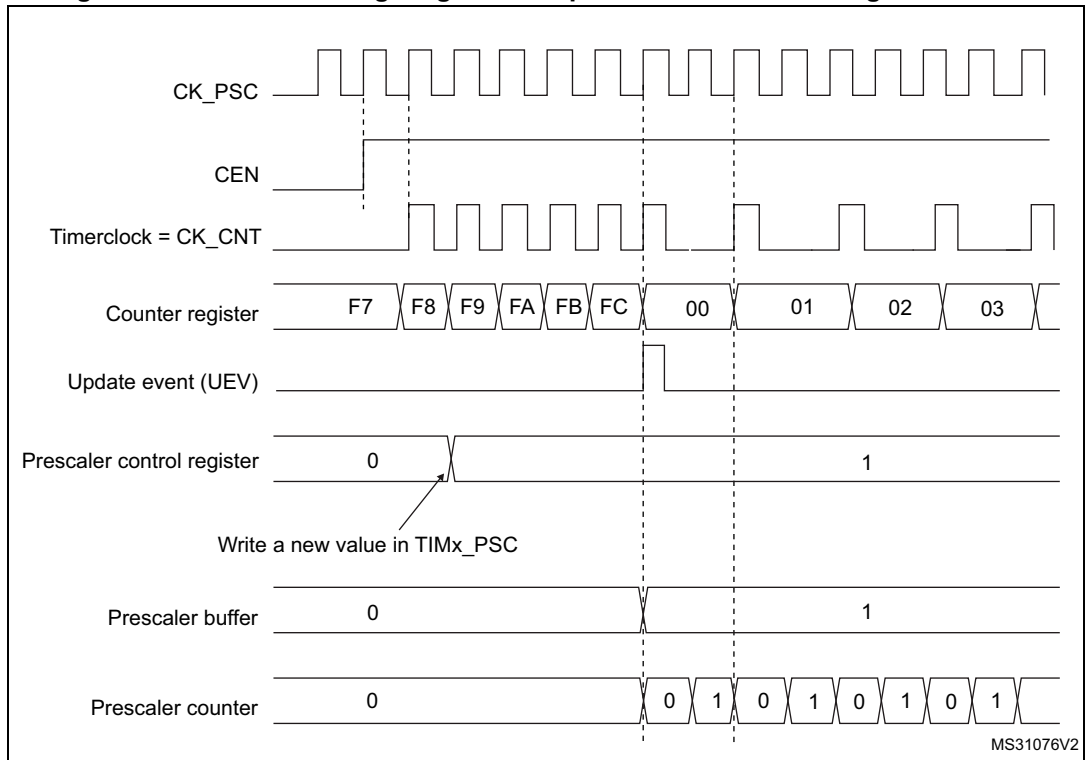 CK_PSC
CEN
Timerclock = CK_CNT
Counter register F7 F8 F9 FA FB FC 00 01 02 03
Update event (UEV)
Prescaler control register 0 1
Write a new value in TIMx_PSC
Prescaler buffer 0 1
Prescaler counter 0 0 1 0 1 0 1 0 1
MS31076V2